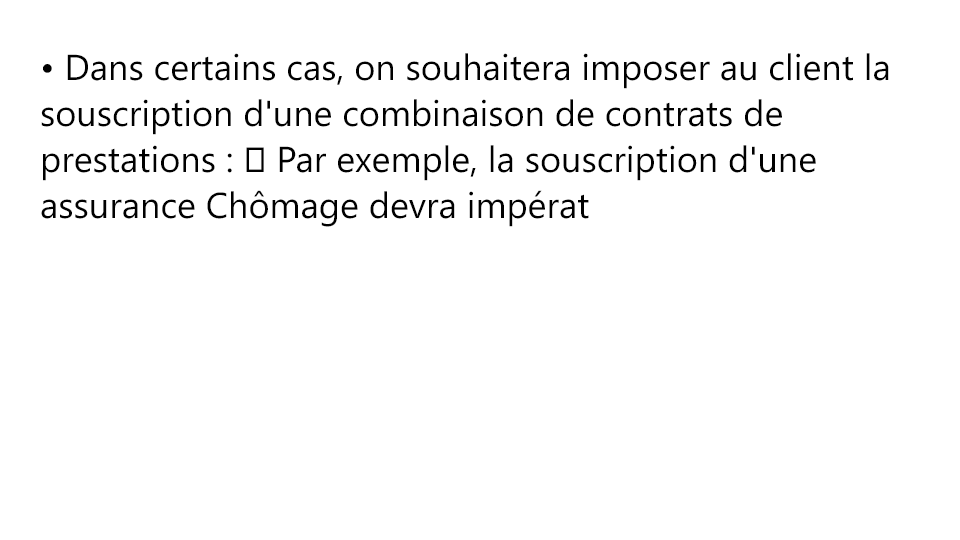 • Dans certains cas, on souhaitera imposer au client la
souscription d'une combinaison de contrats de
prestations :  Par exemple, la souscription d'une
assurance Chômage devra impérat